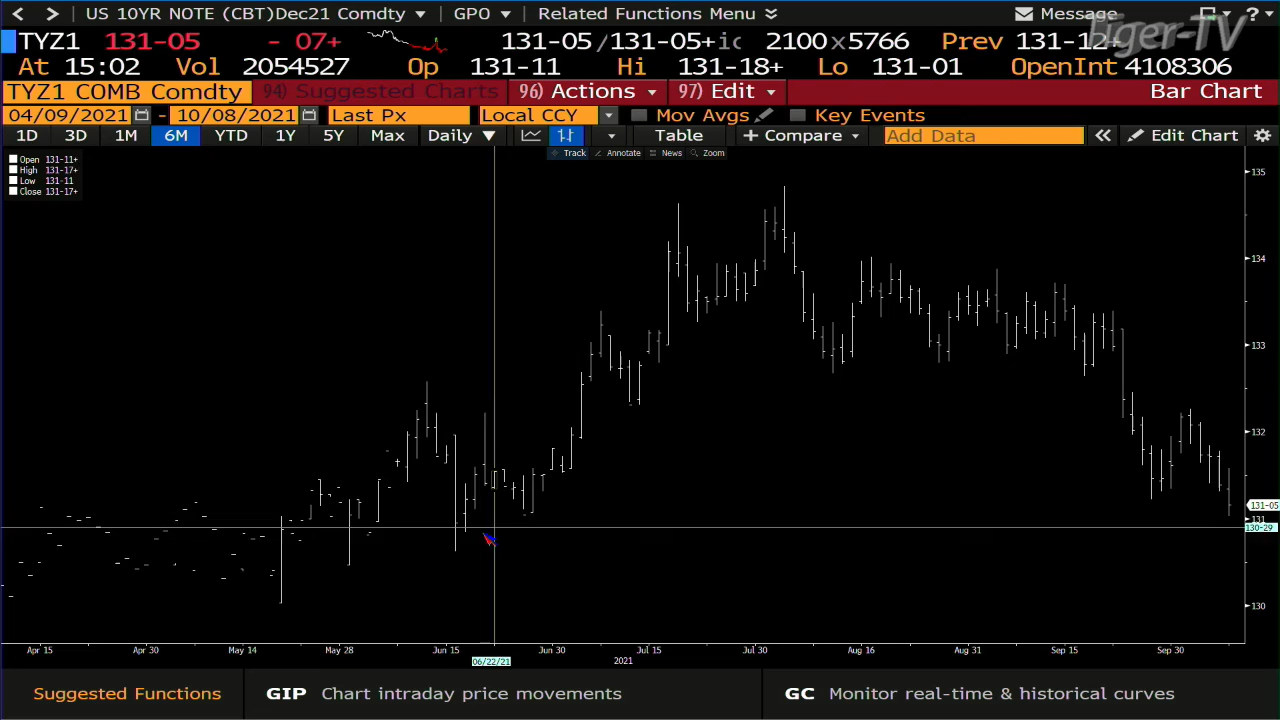 < > US 10YR NOTE (CBT)Dec21 Comdty GPO Related Functions Menu Message ?
TYZ1 131-05 - 07+ 131-05/131-05+ic 2100x5766 Prev 131-12+
Biger-TV
At 15:02 Vol 2054527 Op 131-11 Hi 131-18+ Lo 131-01 OpenInt 4108306
TYZ1 COMB Comdty 94) Suggested Charts 96) Actions 97) Edit Bar Chart
04/09/2021 - 10/08/2021 Last Px Local CCY Mov Avgs Key Events
1D 3D 1M 6M YTD 1Y 5Y Max Daily Table + Compare Add Data « Edit Chart
Track Annotate News Zoom
Open 131-11+
High 131-17+
Low 131-11
Close 131-17+
135
134
133
132
131-05
131
130-29
130
Apr 15 Apr 30 May 14 May 28 Jun 15 Jun 30 Jul 15 Jul 30 Aug 16 Aug 31 Sep 15 Sep 30
06/22/21 2021
Suggested Functions GIP Chart intraday price movements GC Monitor real-time & historical curves